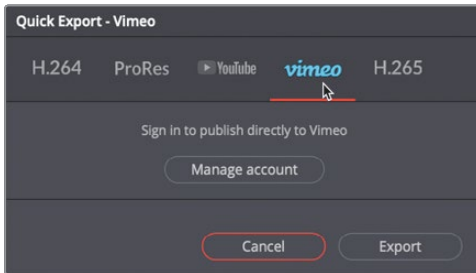 Quick Export - Vimeo
H.264 ProRes YouTube vimeo H.265
Sign in to publish directly to Vimeo
Manage account
Cancel Export